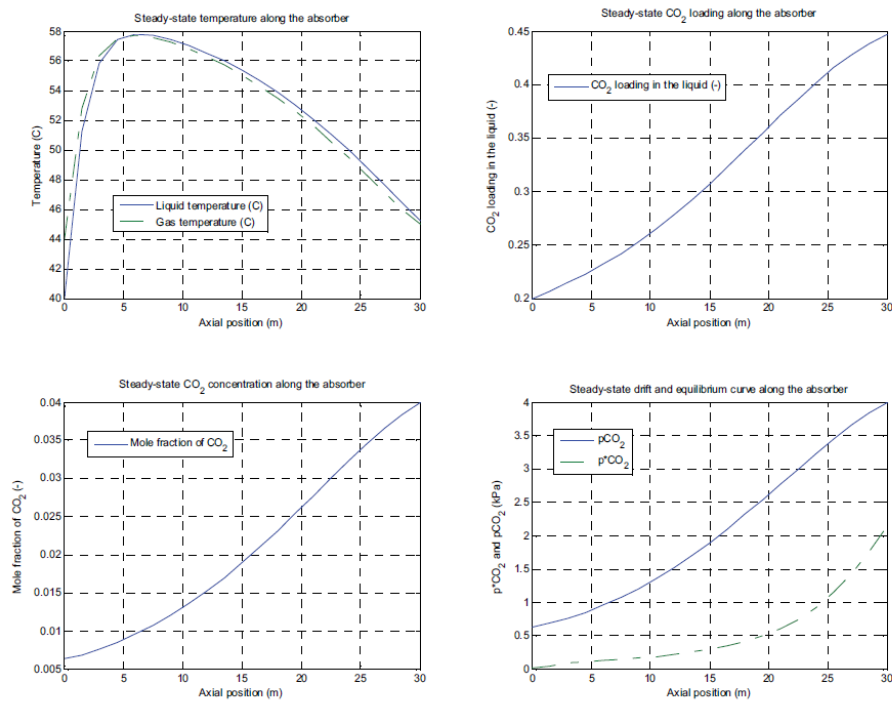 Steady-state temperature along the absorber
58
56
54
52
50
48
46
44
42
40
0 5 10 15 20 25 30
Temperature (C)
Axial position (m)
Liquid temperature (C)
Gas temperature (C)
Steady-state CO2 loading along the absorber
0.45
0.4
0.35
0.3
0.25
0.2
0 5 10 15 20 25 30
CO2 loading in the liquid (-)
Axial position (m)
CO2 loading in the liquid (-)
Steady-state CO2 concentration along the absorber
0.04
0.035
0.03
0.025
0.02
0.015
0.01
0.005
0 5 10 15 20 25 30
Mole fraction of CO2 (-)
Axial position (m)
Mole fraction of CO2
Steady-state drift and equilibrium curve along the absorber
4
3.5
3
2.5
2
1.5
1
0.5
0
0 5 10 15 20 25 30
p*CO2 and pCO2 (kPa)
Axial position (m)
pCO2
p*CO2